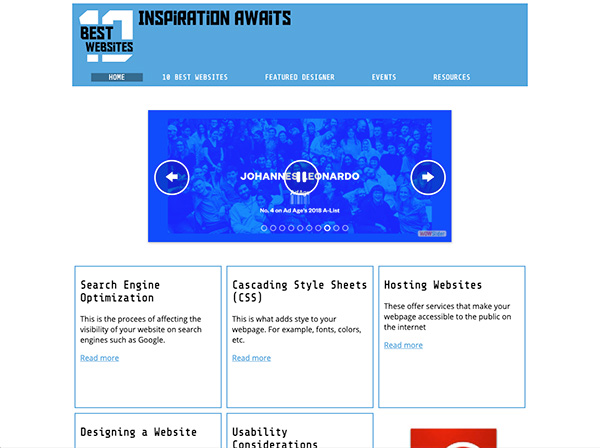 10
BEST
WEBSITES
INSPIRATION AWAITS
HOME 10 BEST WEBSITES FEATURED DESIGNER EVENTS RESOURCES
JOHANNES LEONARDO
AdAge
No. 4 on Ad Age's 2018 A-List
WOWSlider
Search Engine
Optimization
This is the procees of affecting the
visibility of your website on search
engines such as Google.
Read more
Cascading Style Sheets
(CSS)
This is what adds stye to your
webpage. For example, fonts, colors,
etc.
Read more
Hosting Websites
These offer services that make your
webpage accessible to the public on
the internet
Read more
Designing a Website
Usability
Considerations